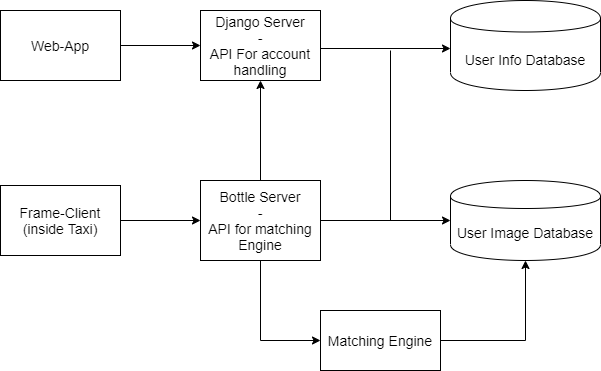 Web-App
Django Server
-
API For account
handling
User Info Database
Frame-Client
(inside Taxi)
Bottle Server
-
API for matching
Engine
User Image Database
Matching Engine